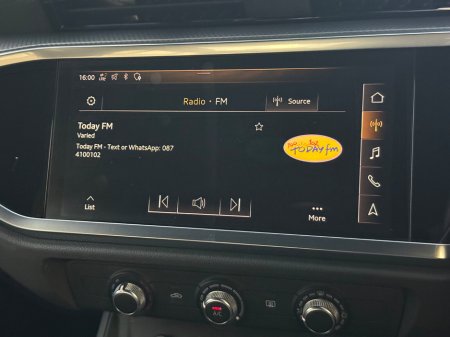 16:00 LTE
Radio · FM
Source
Today FM
Varied
Today FM - Text or WhatsApp: 087
4100102
TODAY fm
List
More
A/C